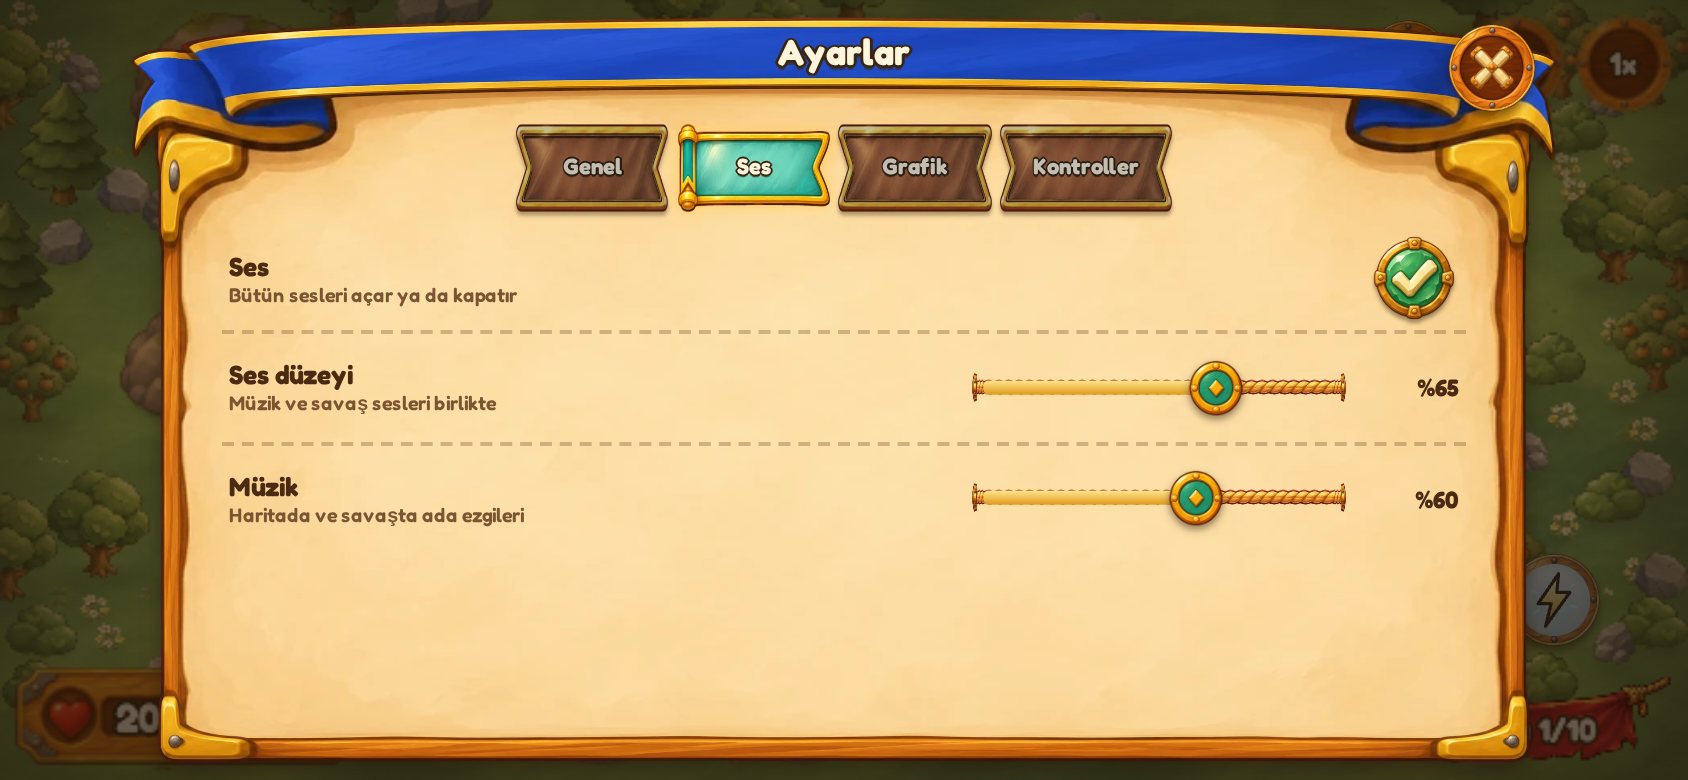 Ayarlar
1x
Genel
Ses
Grafik
Kontroller
Ses
Bütün sesleri açar ya da kapatır
Ses düzeyi
Müzik ve savaş sesleri birlikte
%65
Müzik
Haritada ve savaşta ada ezgileri
%60
20
1/10